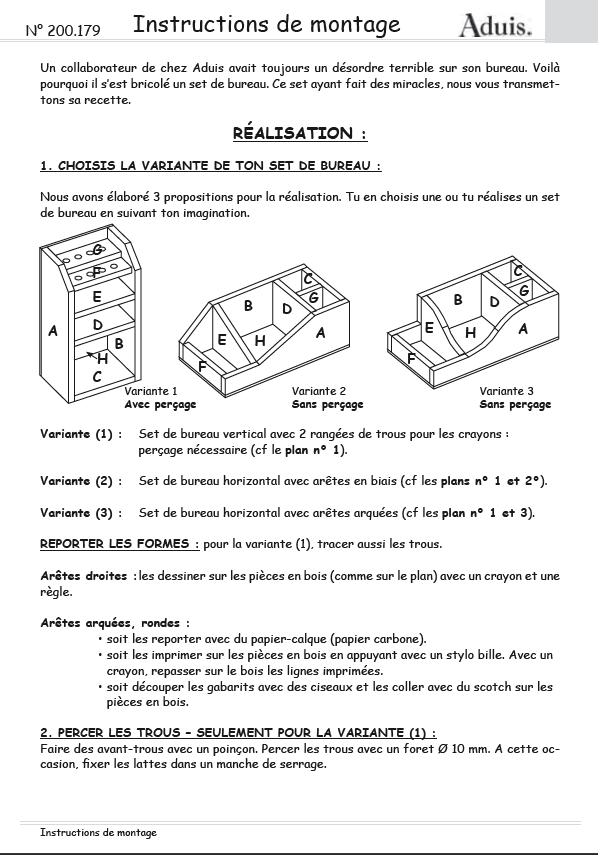 N° 200.179
Instructions de montage
Aduis.
Un collaborateur de chez Aduis avait toujours un désordre terrible sur son bureau. Voilà
pourquoi il s'est bricolé un set de bureau. Ce set ayant fait des miracles, nous vous transmet-
tons sa recette.
RÉALISATION :
1. CHOISIS LA VARIANTE DE TON SET DE BUREAU :
Nous avons élaboré 3 propositions pour la réalisation. Tu en choisis une ou tu réalises un set
de bureau en suivant ton imagination.
G
F
E
D
A
B
H
C
Variante 1
Avec perçage
C
G
B
D
A
E
H
F
Variante 2
Sans perçage
C
G
B
D
A
E
H
F
Variante 3
Sans perçage
Variante (1) : Set de bureau vertical avec 2 rangées de trous pour les crayons :
perçage nécessaire (cf le plan n° 1).
Variante (2) : Set de bureau horizontal avec arêtes en biais (cf les plans n° 1 et 2°).
Variante (3) : Set de bureau horizontal avec arêtes arquées (cf les plan n° 1 et 3).
REPORTER LES FORMES : pour la variante (1), tracer aussi les trous.
Arêtes droites : les dessiner sur les pièces en bois (comme sur le plan) avec un crayon et une
règle.
Arêtes arquées, rondes :
• soit les reporter avec du papier-calque (papier carbone).
• soit les imprimer sur les pièces en bois en appuyant avec un stylo bille. Avec un
crayon, repasser sur le bois les lignes imprimées.
• soit découper les gabarits avec des ciseaux et les coller avec du scotch sur les
pièces en bois.
2. PERCER LES TROUS – SEULEMENT POUR LA VARIANTE (1) :
Faire des avant-trous avec un poinçon. Percer les trous avec un foret Ø 10 mm. A cette oc-
casion, fixer les lattes dans un manche de serrage.
Instructions de montage